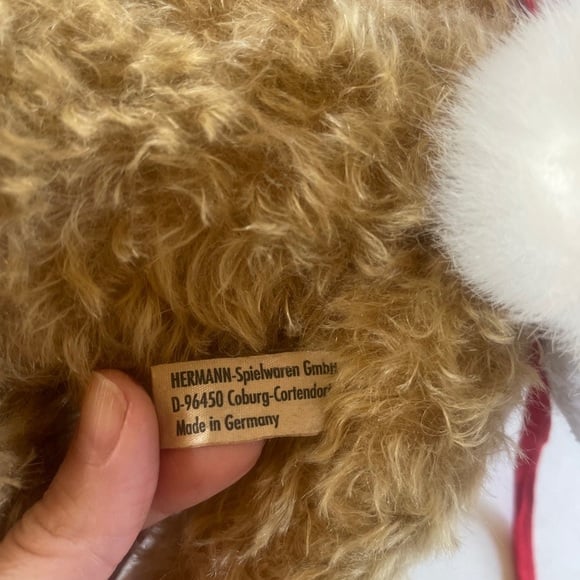 HERMANN-Spielwaren GmbH
D-96450 Coburg-Cortendorf
Made in Germany